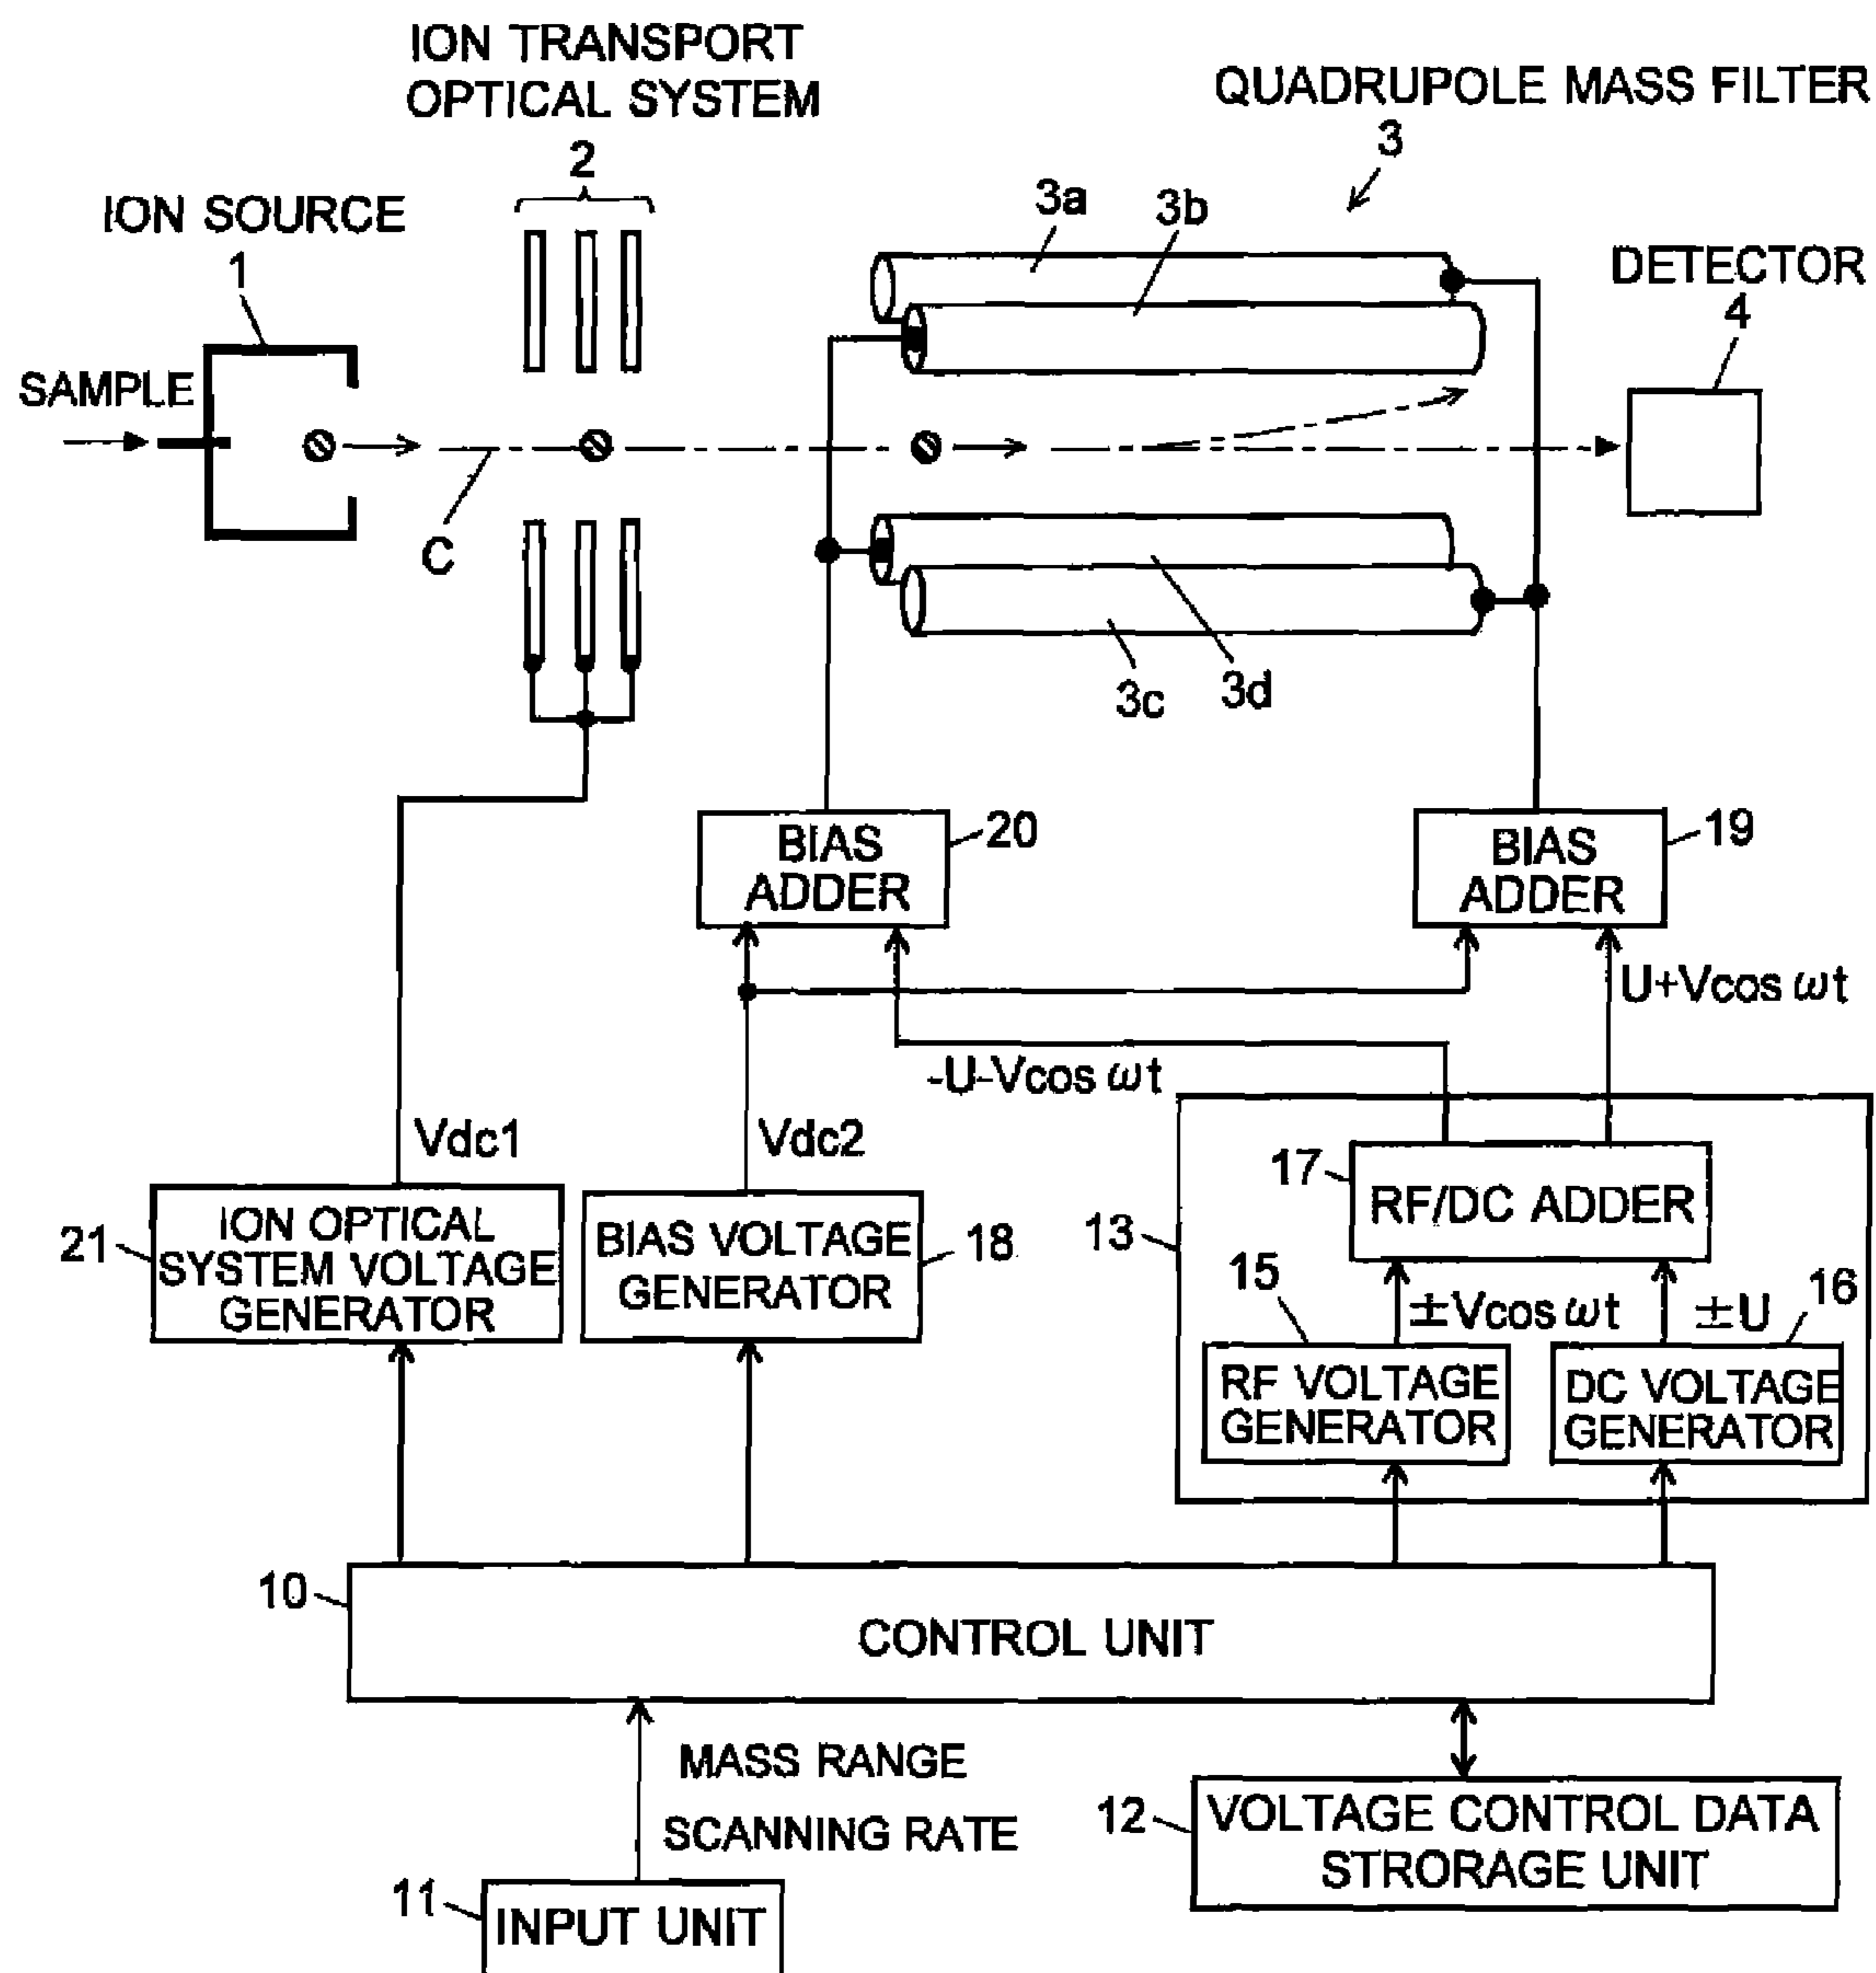 ION TRANSPORT
OPTICAL SYSTEM
2
QUADRUPOLE MASS FILTER
3
ION SOURCE
1
3a
3b
DETECTOR
4
SAMPLE
C
3c
3d
BIAS
ADDER
20
BIAS
ADDER
19
U+Vcos ωt
-U-Vcos ωt
Vdc1
Vdc2
17
RF/DC ADDER
21
ION OPTICAL
SYSTEM VOLTAGE
GENERATOR
BIAS VOLTAGE
GENERATOR
18
13
15
±Vcos ωt
±U
16
RF VOLTAGE
GENERATOR
DC VOLTAGE
GENERATOR
10
CONTROL UNIT
MASS RANGE
SCANNING RATE
12
VOLTAGE CONTROL DATA
STRORAGE UNIT
11
INPUT UNIT